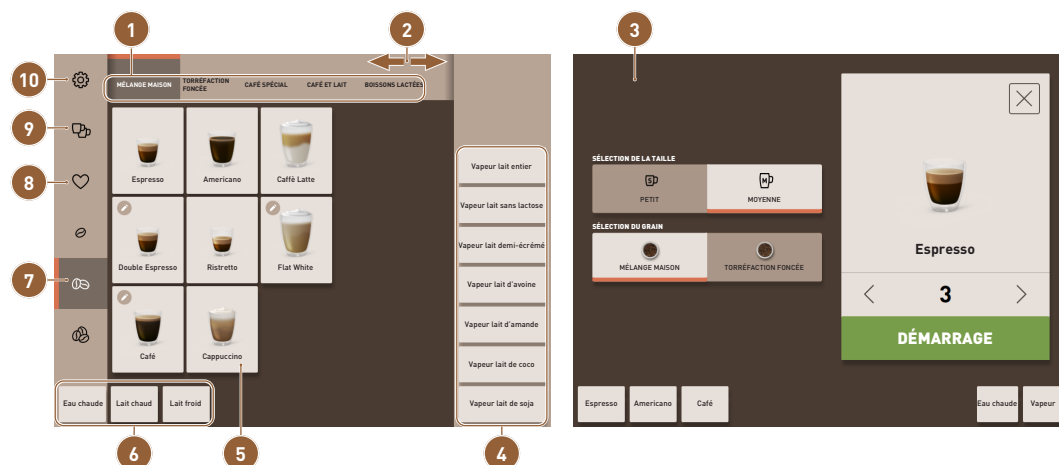 1
2
3
10
MÉLANGE MAISON
TORRÉFACTION
FONCÉE
CAFÉ SPÉCIAL
CAFÉ ET LAIT
BOISSONS LACTÉES
9
8
7
Espresso
Americano
Caffè Latte
Double Espresso
Ristretto
Flat White
Café
Cappuccino
Vapeur lait entier
Vapeur lait sans lactose
Vapeur lait demi-écrémé
Vapeur lait d'avoine
Vapeur lait d'amande
Vapeur lait de coco
Vapeur lait de soja
Eau chaude
Lait chaud
Lait froid
6
5
4
SÉLECTION DE LA TAILLE
S
PETIT
M
MOYENNE
SÉLECTION DU GRAIN
MÉLANGE MAISON
TORRÉFACTION FONCÉE
Espresso
3
DÉMARRAGE
Espresso
Americano
Café
Eau chaude
Vapeur